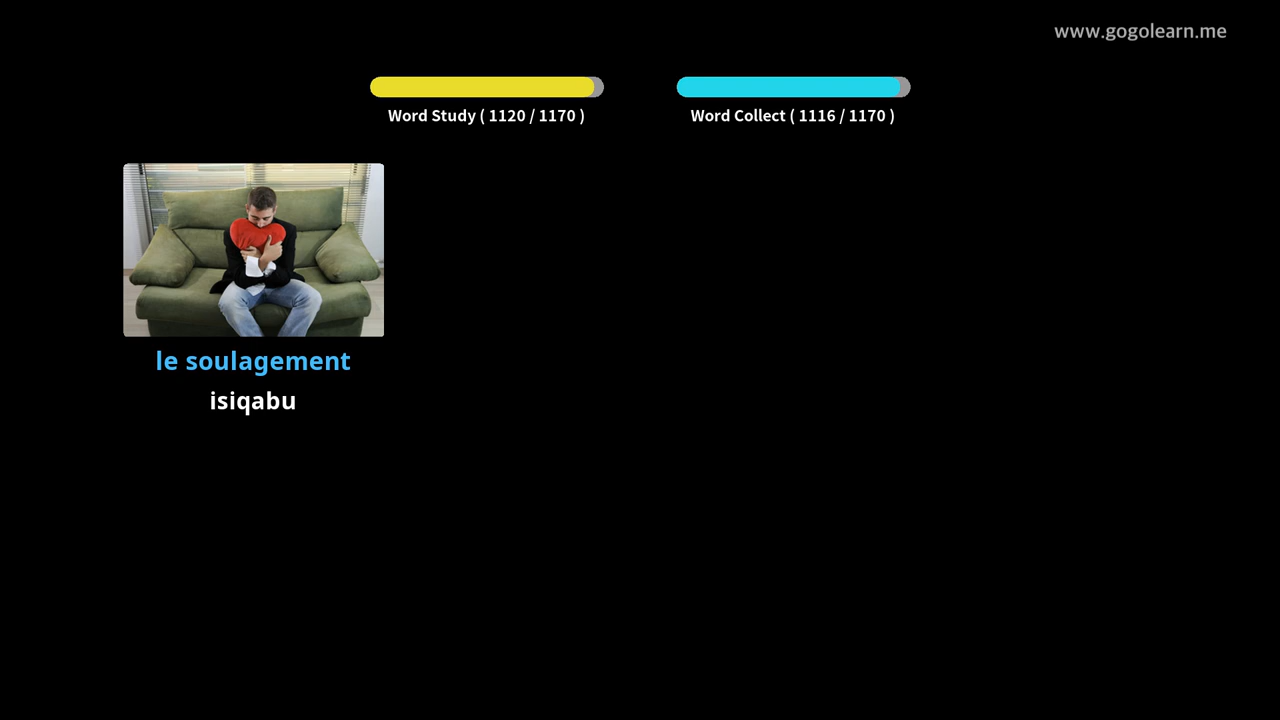 www.gogolearn.me
Word Study ( 1120 / 1170 )
Word Collect ( 1116 / 1170 )
le soulagement
isiqabu